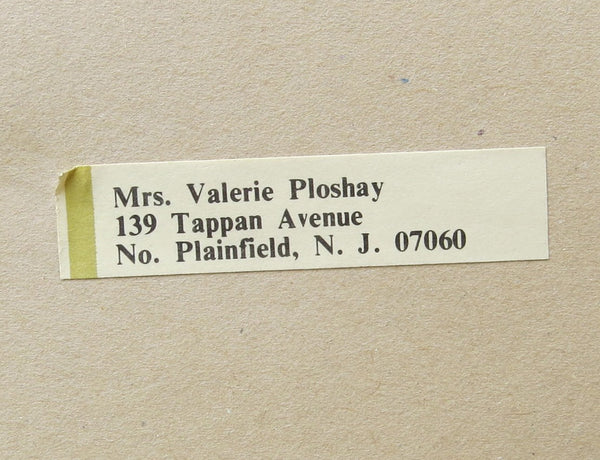 Mrs. Valerie Ploshay
139 Tappan Avenue
No. Plainfield, N. J. 07060